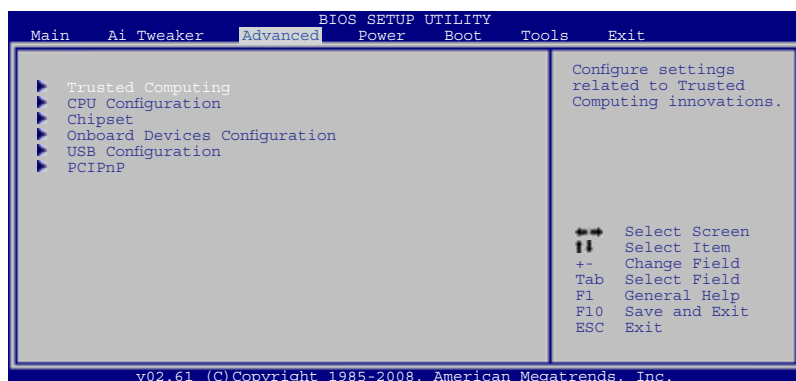 BIOS SETUP UTILITY
Main Ai Tweaker Advanced Power Boot Tools Exit
Trusted Computing
CPU Configuration
Chipset
Onboard Devices Configuration
USB Configuration
PCIPnP
Configure settings
related to Trusted
Computing innovations.
Select Screen
Select Item
+- Change Field
Tab Select Field
F1 General Help
F10 Save and Exit
ESC Exit
v02.61 (C)Copyright 1985-2008, American Megatrends, Inc.